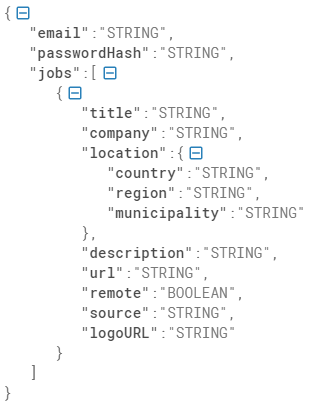 {
"email":"STRING",
"passwordHash":"STRING",
"jobs":[
{
"title":"STRING",
"company":"STRING",
"location":{
"country":"STRING",
"region":"STRING",
"municipality":"STRING"
},
"description":"STRING",
"url":"STRING",
"remote":"BOOLEAN",
"source":"STRING",
"logoURL":"STRING"
}
]
}